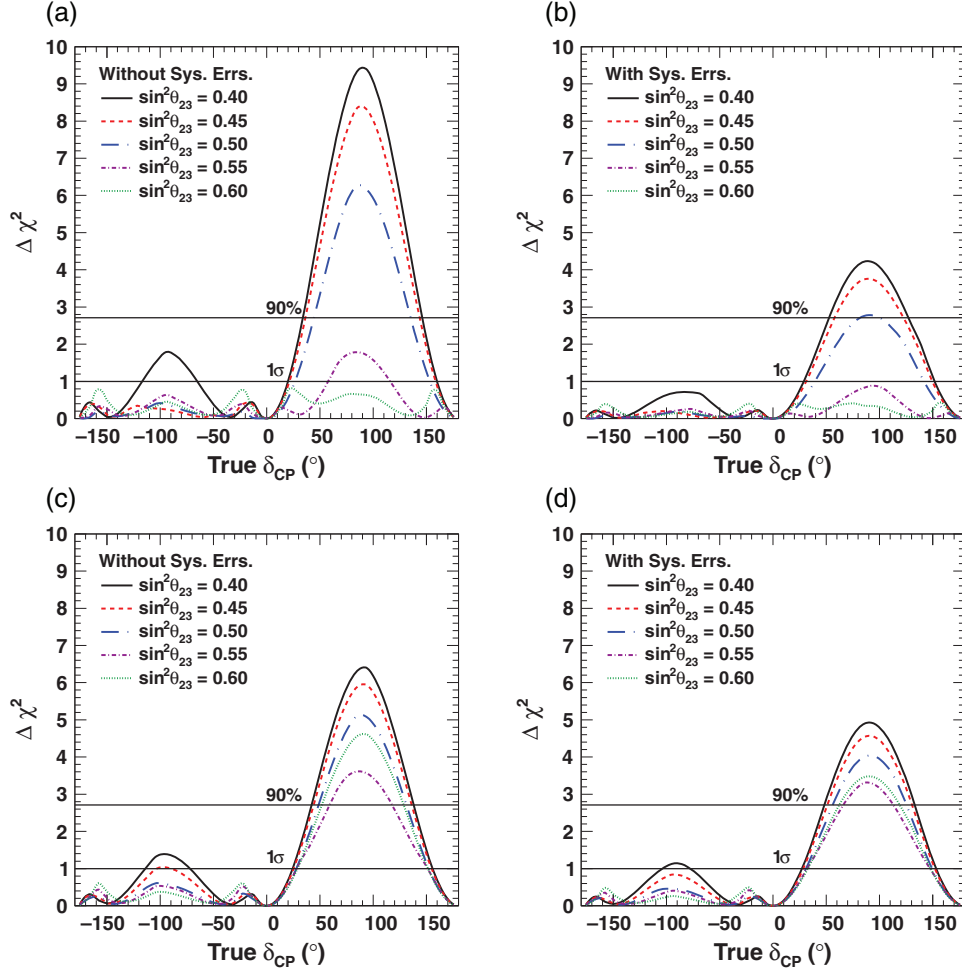 (a)
10
9
8
7
6
5
4
3
2
1
0
Δ χ²
Without Sys. Errs.
sin²θ₂₃ = 0.40
sin²θ₂₃ = 0.45
sin²θ₂₃ = 0.50
sin²θ₂₃ = 0.55
sin²θ₂₃ = 0.60
90%
1σ
−150 −100 −50 0 50 100 150
True δCP (°)
(b)
10
9
8
7
6
5
4
3
2
1
0
Δ χ²
With Sys. Errs.
sin²θ₂₃ = 0.40
sin²θ₂₃ = 0.45
sin²θ₂₃ = 0.50
sin²θ₂₃ = 0.55
sin²θ₂₃ = 0.60
90%
1σ
−150 −100 −50 0 50 100 150
True δCP (°)
(c)
10
9
8
7
6
5
4
3
2
1
0
Δ χ²
Without Sys. Errs.
sin²θ₂₃ = 0.40
sin²θ₂₃ = 0.45
sin²θ₂₃ = 0.50
sin²θ₂₃ = 0.55
sin²θ₂₃ = 0.60
90%
1σ
−150 −100 −50 0 50 100 150
True δCP (°)
(d)
10
9
8
7
6
5
4
3
2
1
0
Δ χ²
With Sys. Errs.
sin²θ₂₃ = 0.40
sin²θ₂₃ = 0.45
sin²θ₂₃ = 0.50
sin²θ₂₃ = 0.55
sin²θ₂₃ = 0.60
90%
1σ
−150 −100 −50 0 50 100 150
True δCP (°)